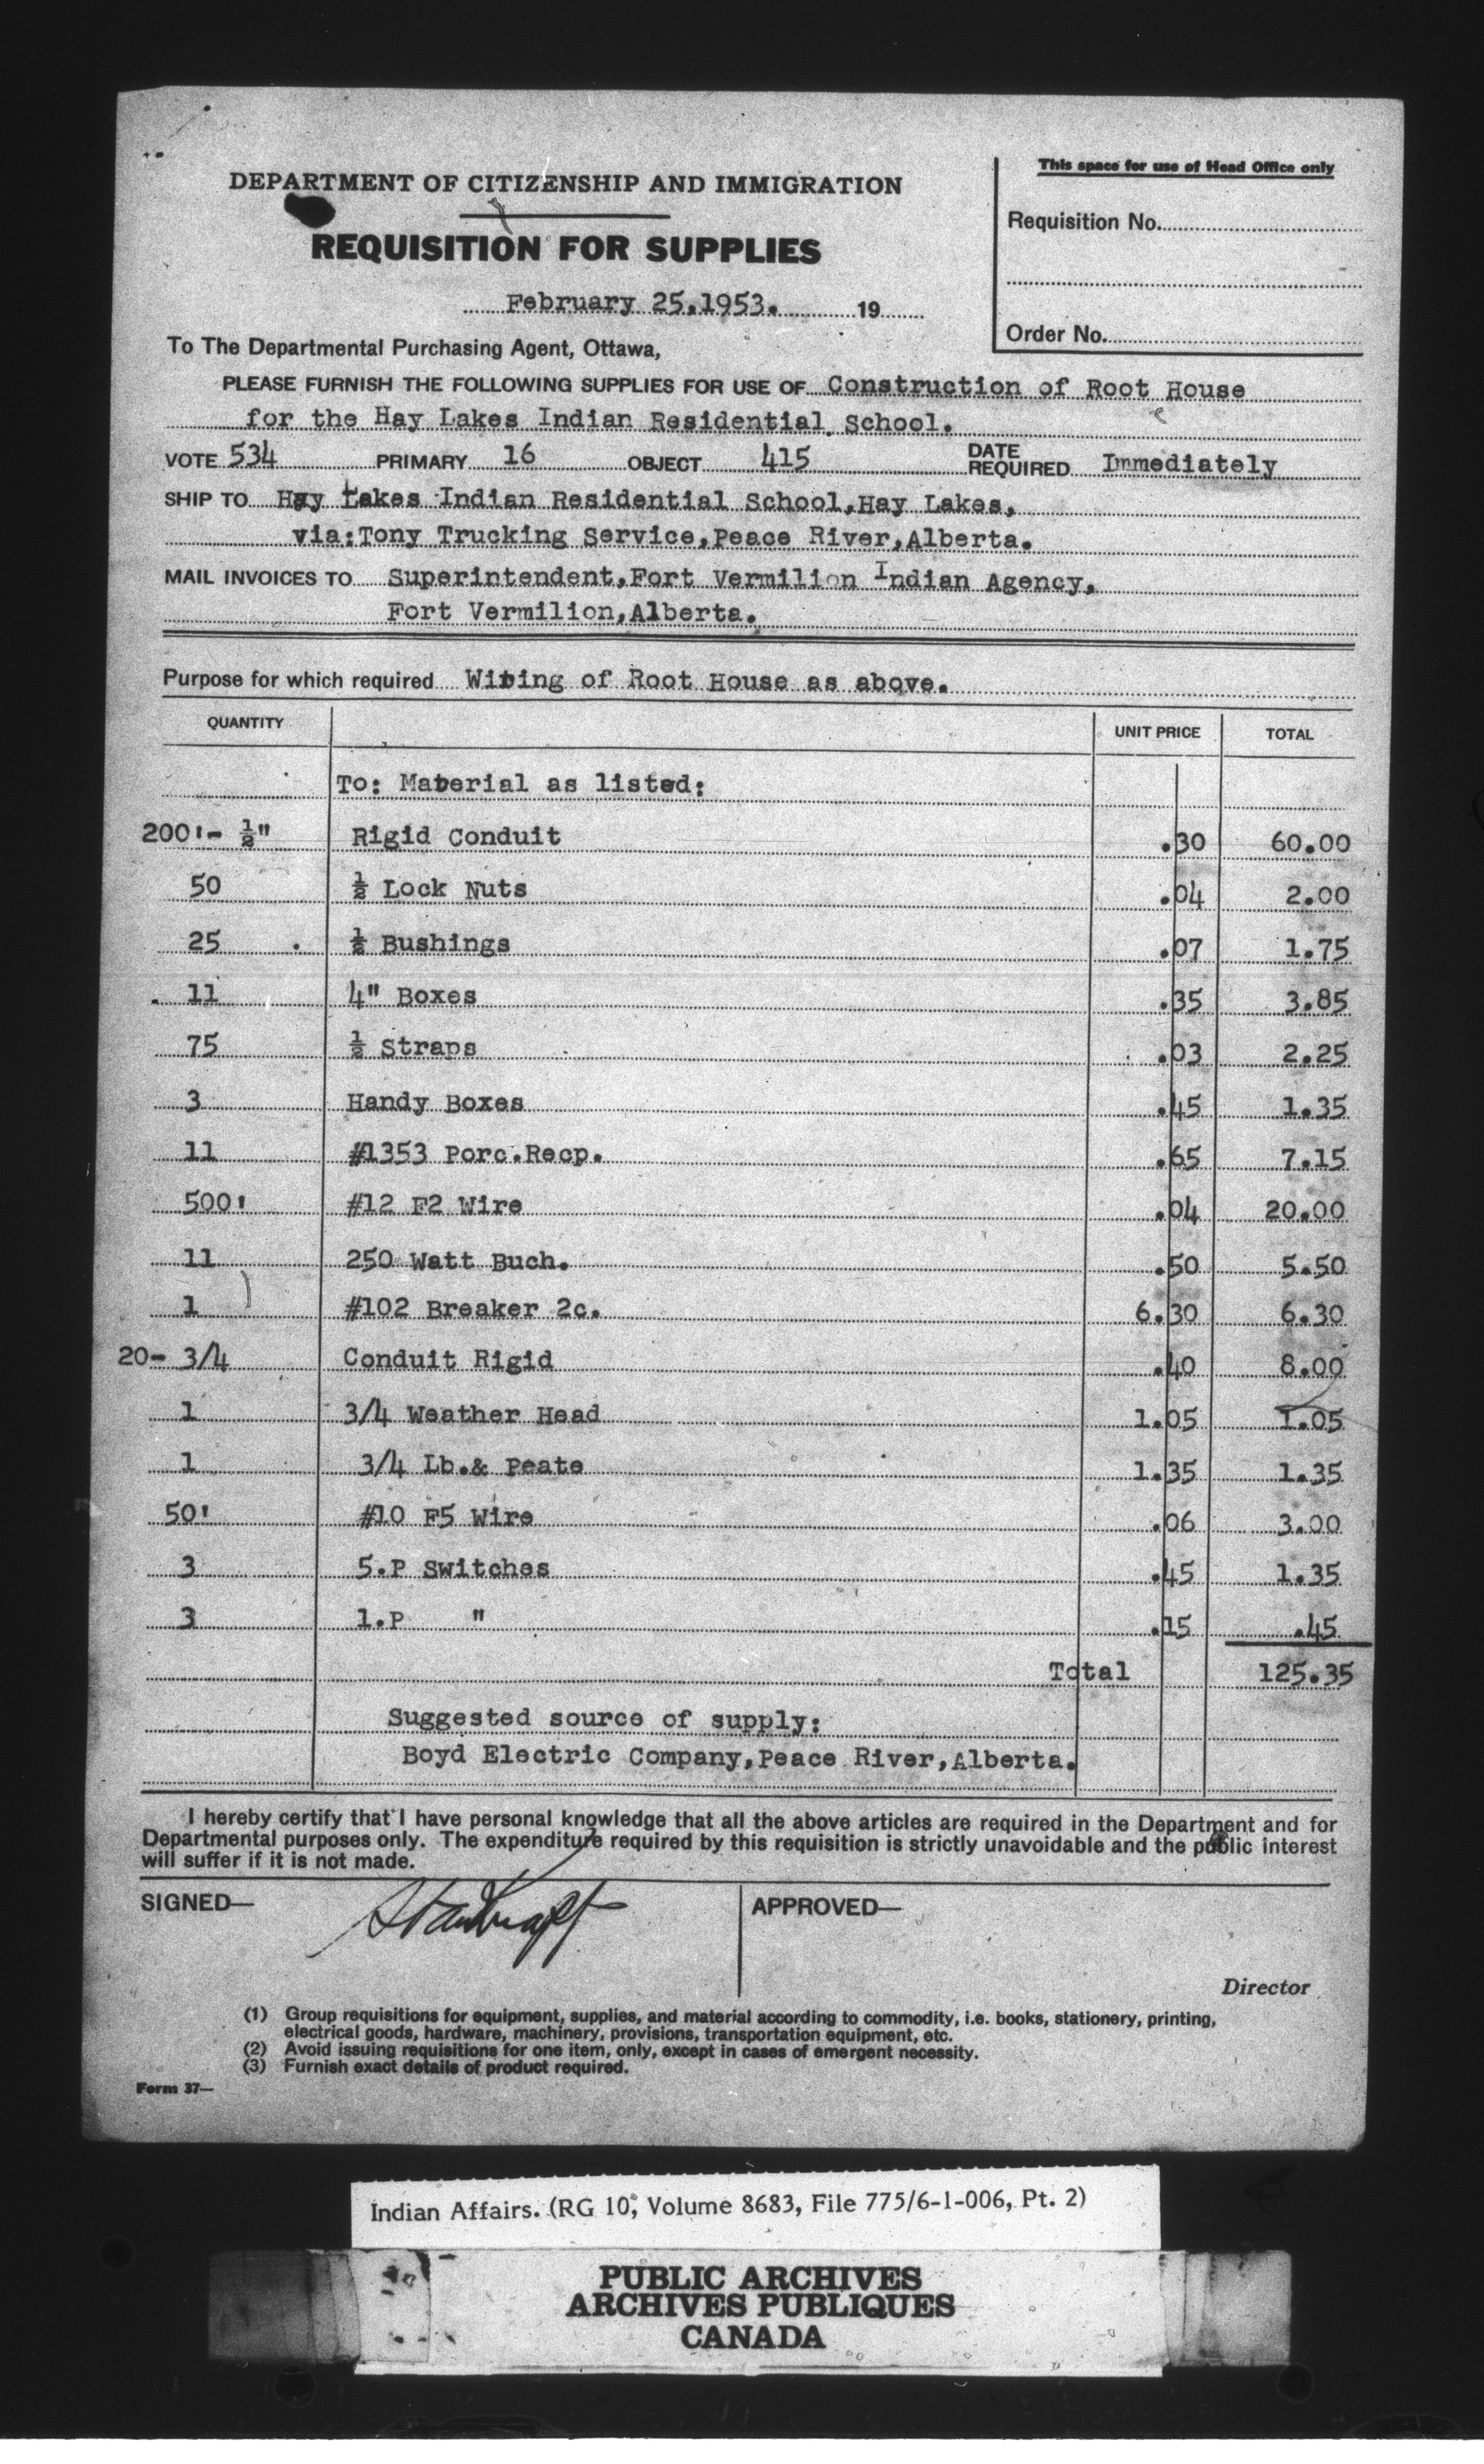 This space for use of Head Office only
DEPARTMENT OF CITIZENSHIP AND IMMIGRATION
Requisition No.
REQUISITION FOR SUPPLIES
February 25,1953. 19
Order No.
To The Departmental Purchasing Agent, Ottawa,
PLEASE FURNISH THE FOLLOWING SUPPLIES FOR USE OF Construction of Root House
for the Hay Lakes Indian Residential School.
VOTE 534 PRIMARY 16 OBJECT 415 DATE REQUIRED Immediately
SHIP TO Hay Lakes Indian Residential School,Hay Lakes,
via:Tony Trucking Service,Peace River,Alberta.
MAIL INVOICES TO Superintendent,Fort Vermilion Indian Agency,
Fort Vermilion,Alberta.
Purpose for which required Wiring of Root House as above.
QUANTITY UNIT PRICE TOTAL
To: Material as listed:
200'- ½" Rigid Conduit .30 60.00
50 ½ Lock Nuts .04 2.00
25 ½ Bushings .07 1.75
11 4" Boxes .35 3.85
75 ½ Straps .03 2.25
3 Handy Boxes .45 1.35
11 #1353 Porc.Recp. .65 7.15
500' #12 F2 Wire .04 20.00
11 250 Watt Buch. .50 5.50
1 #102 Breaker 2c. 6.30 6.30
20- 3/4 Conduit Rigid .40 8.00
1 3/4 Weather Head 1.05 1.05
1 3/4 Lb.& Peate 1.35 1.35
50' #10 F5 Wire .06 3.00
3 5.P Switches .45 1.35
3 1.P " .15 .45
Total 125.35
Suggested source of supply:
Boyd Electric Company,Peace River,Alberta.
I hereby certify that I have personal knowledge that all the above articles are required in the Department and for
Departmental purposes only. The expenditure required by this requisition is strictly unavoidable and the public interest
will suffer if it is not made.
SIGNED— APPROVED—
Director
(1) Group requisitions for equipment, supplies, and material according to commodity, i.e. books, stationery, printing,
electrical goods, hardware, machinery, provisions, transportation equipment, etc.
(2) Avoid issuing requisitions for one item, only, except in cases of emergent necessity.
(3) Furnish exact details of product required.
Form 37—
Indian Affairs. (RG 10, Volume 8683, File 775/6-1-006, Pt. 2)
PUBLIC ARCHIVES
ARCHIVES PUBLIQUES
CANADA